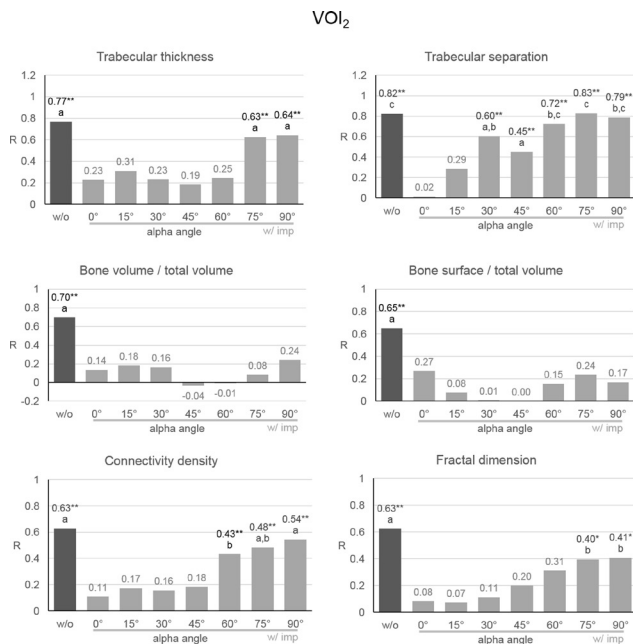 VOI₂
Trabecular thickness
1.2
1
0.8
0.6
0.4
0.2
0
R
0.77**
a
0.23
0.31
0.23
0.19
0.25
0.63**
a
0.64**
a
w/o 0° 15° 30° 45° 60° 75° 90°
alpha angle w/ imp
Trabecular separation
1.2
1
0.8
0.6
0.4
0.2
0
R
0.82**
c
0.02
0.29
0.60**
a,b
0.45**
a
0.72**
b,c
0.83**
c
0.79**
b,c
w/o 0° 15° 30° 45° 60° 75° 90°
alpha angle w/ imp
Bone volume / total volume
1
0.8
0.6
0.4
0.2
0
-0.2
R
0.70**
a
0.14
0.18
0.16
-0.04
-0.01
0.08
0.24
w/o 0° 15° 30° 45° 60° 75° 90°
alpha angle w/ imp
Bone surface / total volume
1
0.8
0.6
0.4
0.2
0
R
0.65**
a
0.27
0.08
0.01
0.00
0.15
0.24
0.17
w/o 0° 15° 30° 45° 60° 75° 90°
alpha angle w/ imp
Connectivity density
1
0.8
0.6
0.4
0.2
0
R
0.63**
a
0.11
0.17
0.16
0.18
0.43**
b
0.48**
a,b
0.54**
a
w/o 0° 15° 30° 45° 60° 75° 90°
alpha angle w/ imp
Fractal dimension
1
0.8
0.6
0.4
0.2
0
R
0.63**
a
0.08
0.07
0.11
0.20
0.31
0.40*
b
0.41*
b
w/o 0° 15° 30° 45° 60° 75° 90°
alpha angle w/ imp